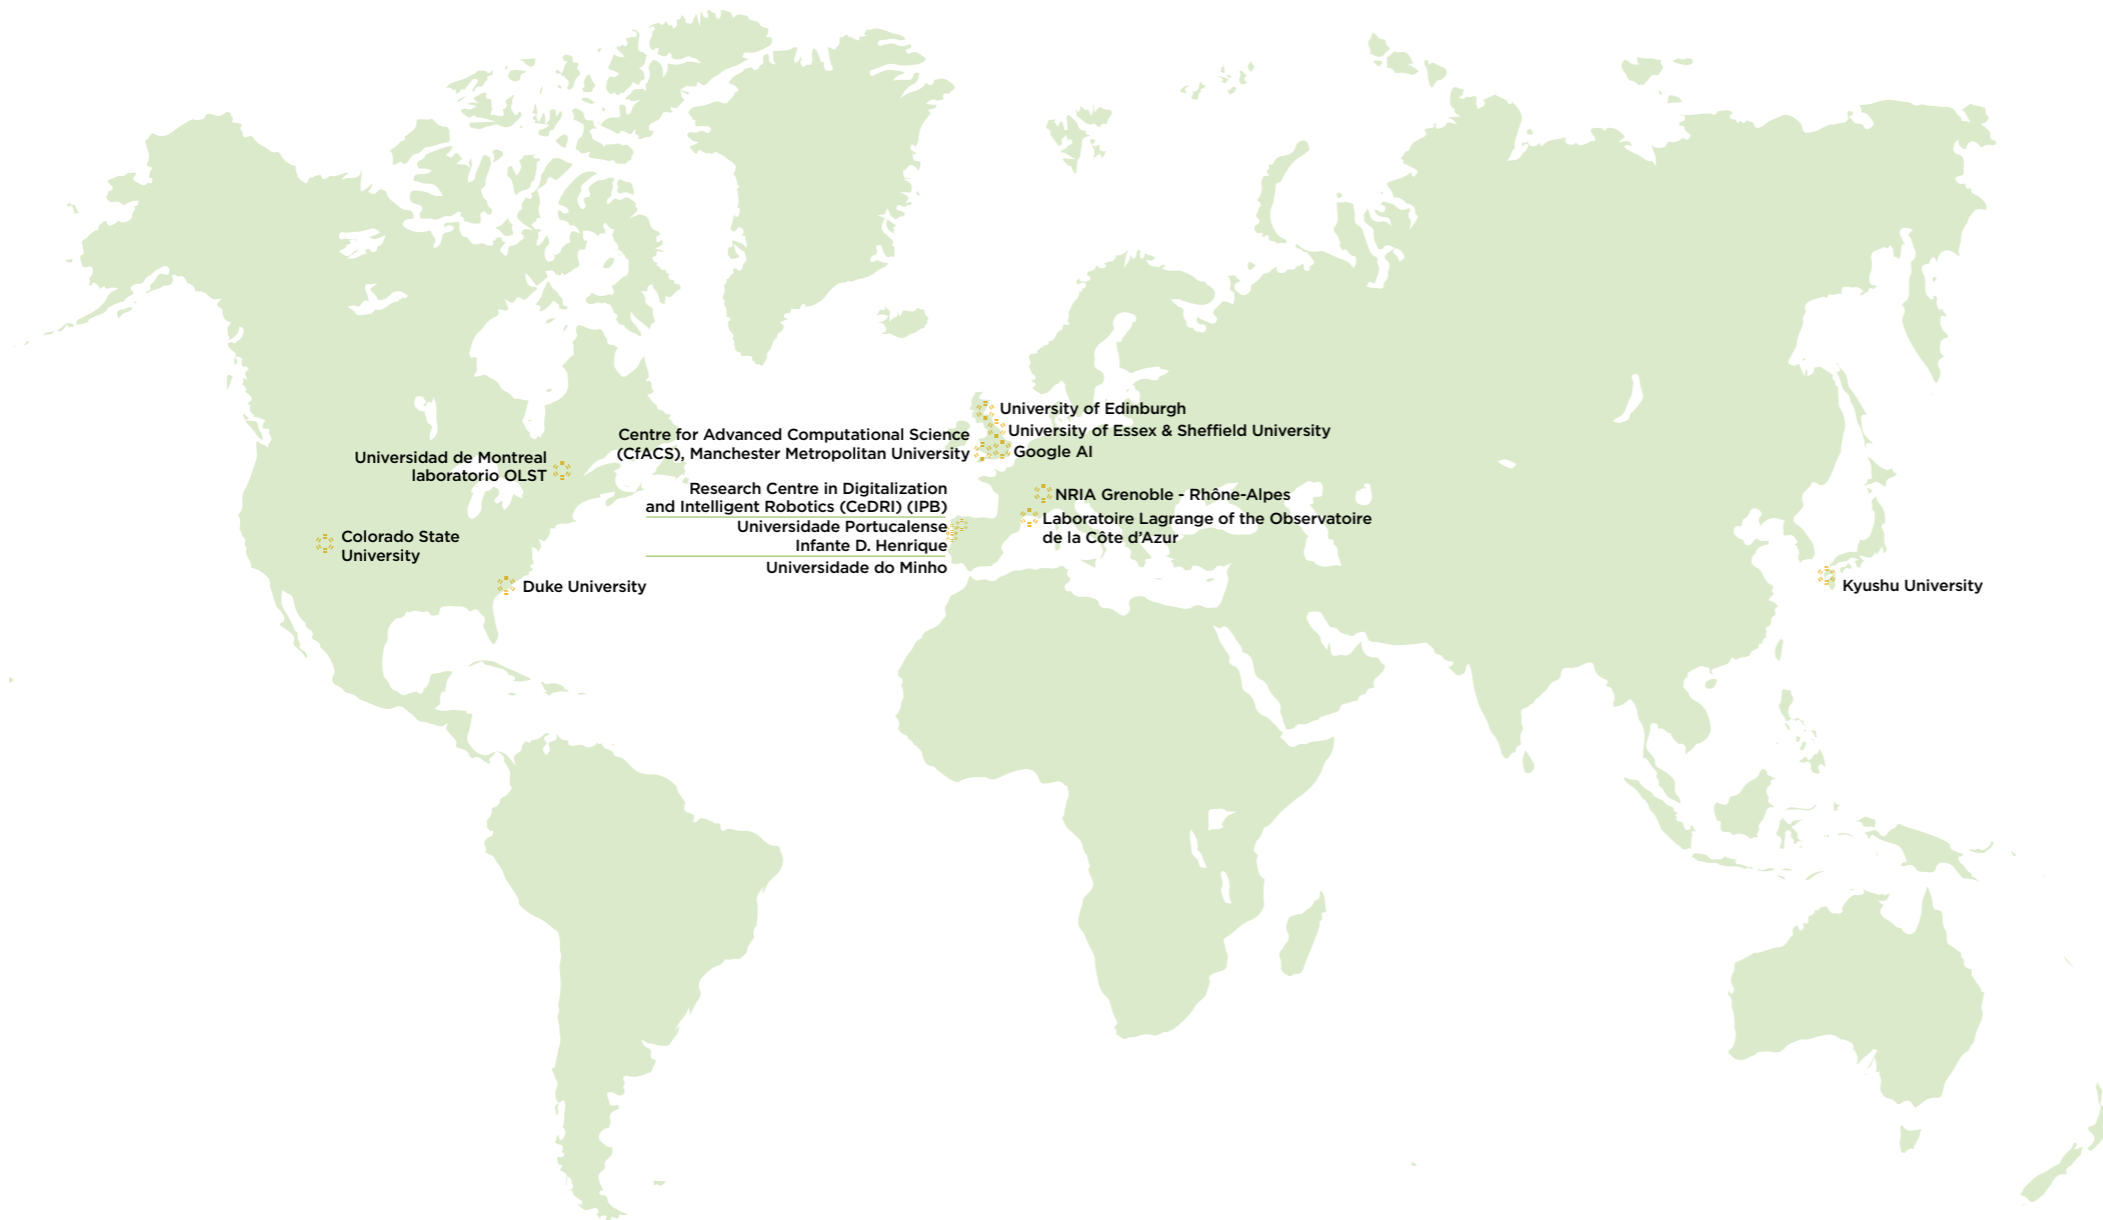 University of Edinburgh
University of Essex & Sheffield University
Google AI
Centre for Advanced Computational Science
(CfACS), Manchester Metropolitan University
Universidad de Montreal
laboratorio OLST
Research Centre in Digitalization
and Intelligent Robotics (CeDRI) (IPB)
Universidade Portucalense
Infante D. Henrique
Universidade do Minho
NRIA Grenoble - Rhône-Alpes
Laboratoire Lagrange of the Observatoire
de la Côte d'Azur
Colorado State
University
Duke University
Kyushu University